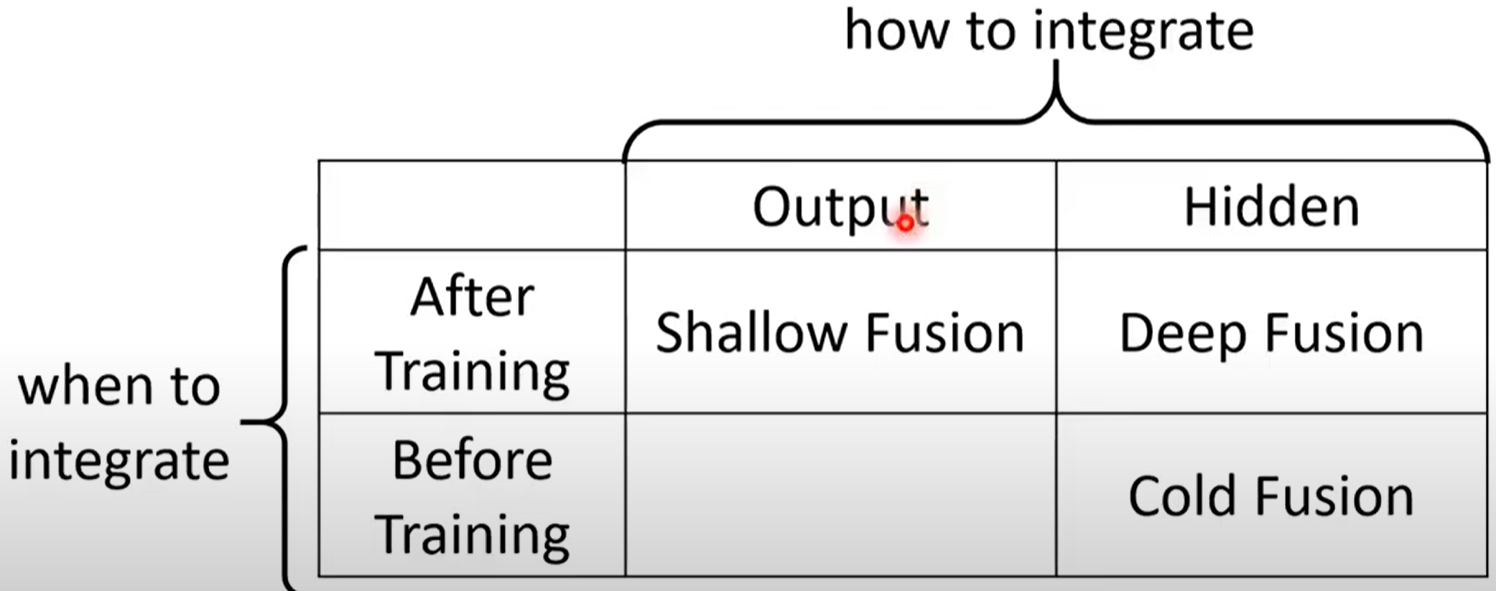 how to integrate
Output Hidden
After
Training
Shallow Fusion Deep Fusion
when to
integrate
Before
Training
Cold Fusion